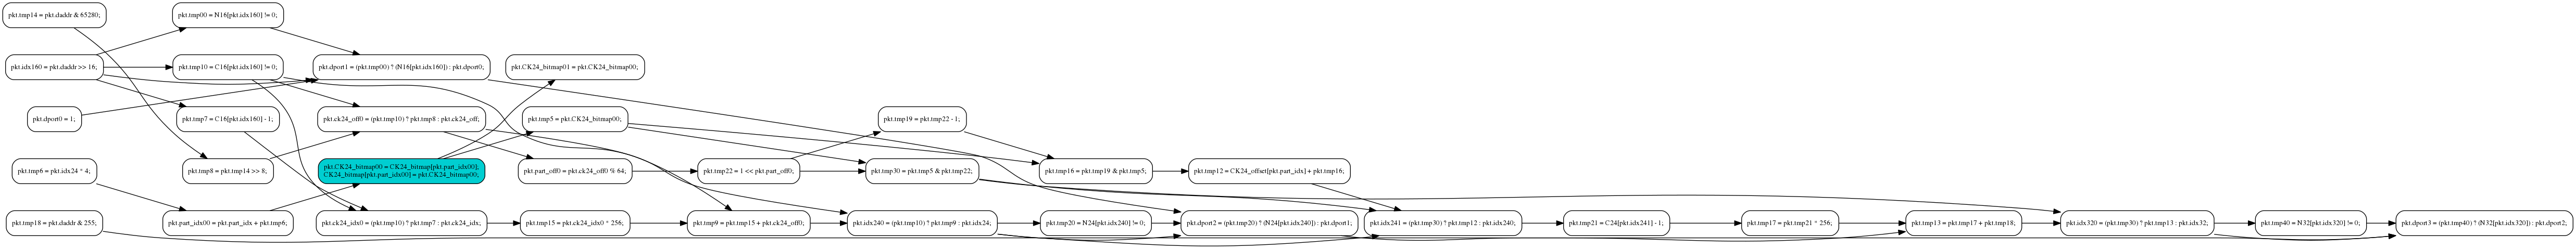 pkt.tmp14 = pkt.daddr & 65280;
pkt.tmp00 = N16[pkt.idx160] != 0;
pkt.idx160 = pkt.daddr >> 16;
pkt.tmp10 = C16[pkt.idx160] != 0;
pkt.dport1 = (pkt.tmp00) ? (N16[pkt.idx160]) : pkt.dport0;
pkt.CK24_bitmap01 = pkt.CK24_bitmap00;
pkt.dport0 = 1;
pkt.tmp7 = C16[pkt.idx160] - 1;
pkt.ck24_off0 = (pkt.tmp10) ? pkt.tmp8 : pkt.ck24_off;
pkt.tmp5 = pkt.CK24_bitmap00;
pkt.tmp19 = pkt.tmp22 - 1;
pkt.tmp6 = pkt.idx24 * 4;
pkt.tmp8 = pkt.tmp14 >> 8;
pkt.CK24_bitmap00 = CK24_bitmap[pkt.part_idx00];
CK24_bitmap[pkt.part_idx00] = pkt.CK24_bitmap00;
pkt.part_off0 = pkt.ck24_off0 % 64;
pkt.tmp22 = 1 << pkt.part_off0;
pkt.tmp30 = pkt.tmp5 & pkt.tmp22;
pkt.tmp16 = pkt.tmp19 & pkt.tmp5;
pkt.tmp12 = CK24_offset[pkt.part_idx] + pkt.tmp16;
pkt.tmp18 = pkt.daddr & 255;
pkt.part_idx00 = pkt.part_idx + pkt.tmp6;
pkt.ck24_idx0 = (pkt.tmp10) ? pkt.tmp7 : pkt.ck24_idx;
pkt.tmp15 = pkt.ck24_idx0 * 256;
pkt.tmp9 = pkt.tmp15 + pkt.ck24_off0;
pkt.idx240 = (pkt.tmp10) ? pkt.tmp9 : pkt.idx24;
pkt.tmp20 = N24[pkt.idx240] != 0;
pkt.dport2 = (pkt.tmp20) ? (N24[pkt.idx240]) : pkt.dport1;
pkt.idx241 = (pkt.tmp30) ? pkt.tmp12 : pkt.idx240;
pkt.tmp21 = C24[pkt.idx241] - 1;
pkt.tmp17 = pkt.tmp21 * 256;
pkt.tmp13 = pkt.tmp17 + pkt.tmp18;
pkt.idx320 = (pkt.tmp30) ? pkt.tmp13 : pkt.idx32;
pkt.tmp40 = N32[pkt.idx320] != 0;
pkt.dport3 = (pkt.tmp40) ? (N32[pkt.idx320]) : pkt.dport2;